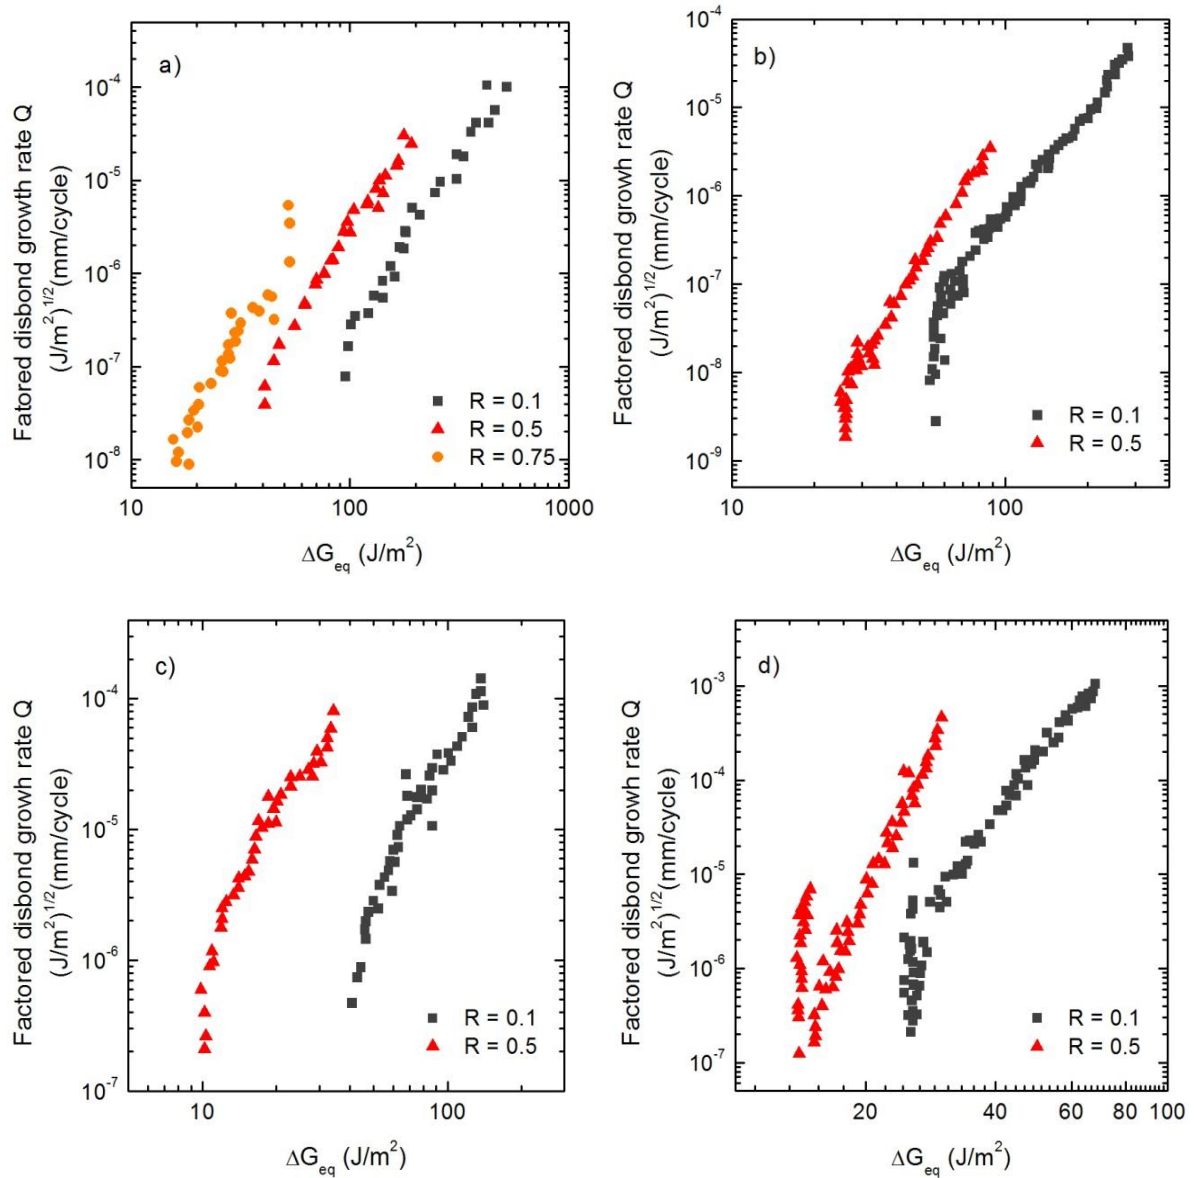 a)
Fatored disbond growth rate Q
(J/m²)^1/2(mm/cycle)
10⁻⁴
10⁻⁵
10⁻⁶
10⁻⁷
10⁻⁸
R = 0.1
R = 0.5
R = 0.75
10 100 1000
ΔG_eq (J/m²)
b)
Factored disbond growth rate Q
(J/m²)^1/2(mm/cycle)
10⁻⁴
10⁻⁵
10⁻⁶
10⁻⁷
10⁻⁸
10⁻⁹
R = 0.1
R = 0.5
10 100
ΔG_eq (J/m²)
c)
Factored disbond growh rate Q
(J/m²)^1/2(mm/cycle)
10⁻⁴
10⁻⁵
10⁻⁶
10⁻⁷
R = 0.1
R = 0.5
10 100
ΔG_eq (J/m²)
d)
Factored disbond growh rate Q
(J/m²)^1/2(mm/cycle)
10⁻³
10⁻⁴
10⁻⁵
10⁻⁶
10⁻⁷
R = 0.1
R = 0.5
20 40 60 80 100
ΔG_eq (J/m²)